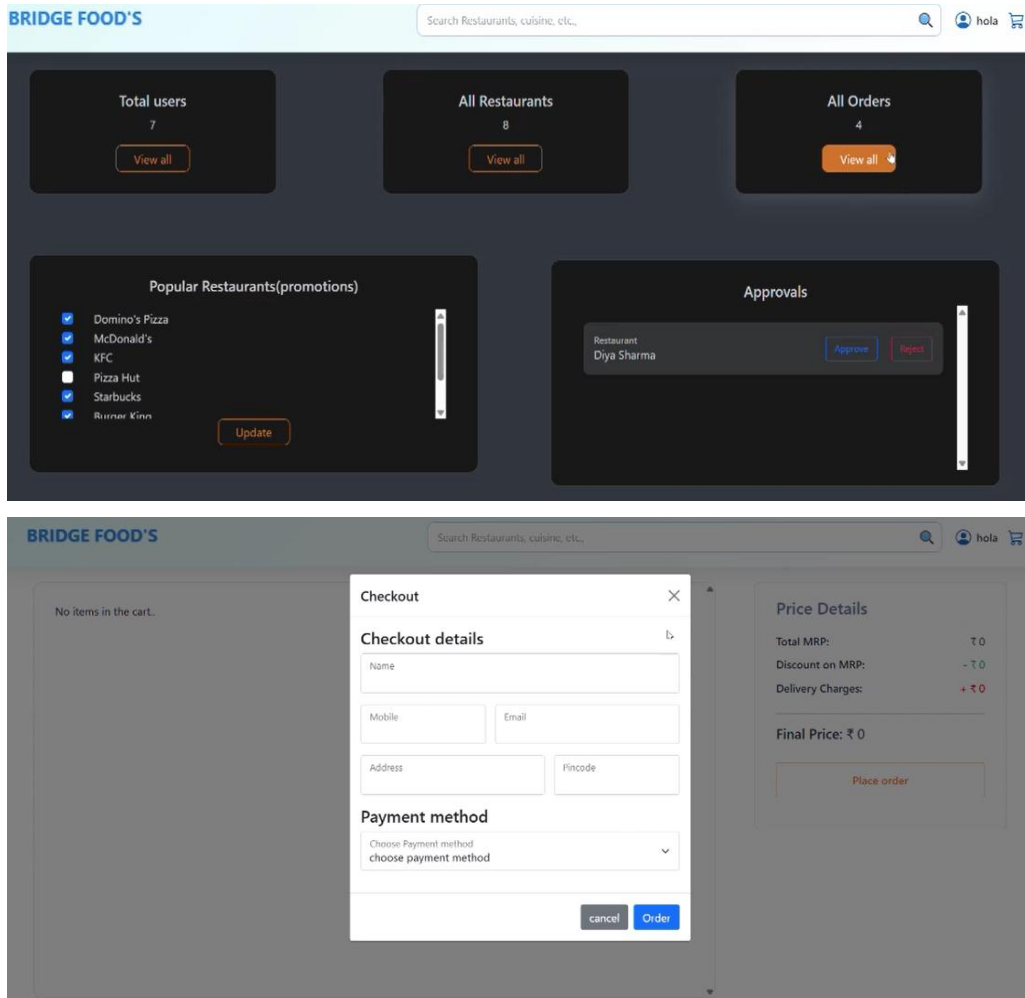 BRIDGE FOOD'S
Search Restaurants, cuisine, etc.,
hola
Total users
7
View all
All Restaurants
8
View all
All Orders
4
View all
Popular Restaurants(promotions)
Domino's Pizza
McDonald's
KFC
Pizza Hut
Starbucks
Burger King
Update
Approvals
Restaurant
Diya Sharma
Approve
Reject
BRIDGE FOOD'S
Search Restaurants, cuisine, etc.,
hola
No items in the cart..
Checkout
Checkout details
Name
Mobile
Email
Address
Pincode
Payment method
Choose Payment method
choose payment method
cancel
Order
Price Details
Total MRP: ₹ 0
Discount on MRP: - ₹ 0
Delivery Charges: + ₹ 0
Final Price: ₹ 0
Place order